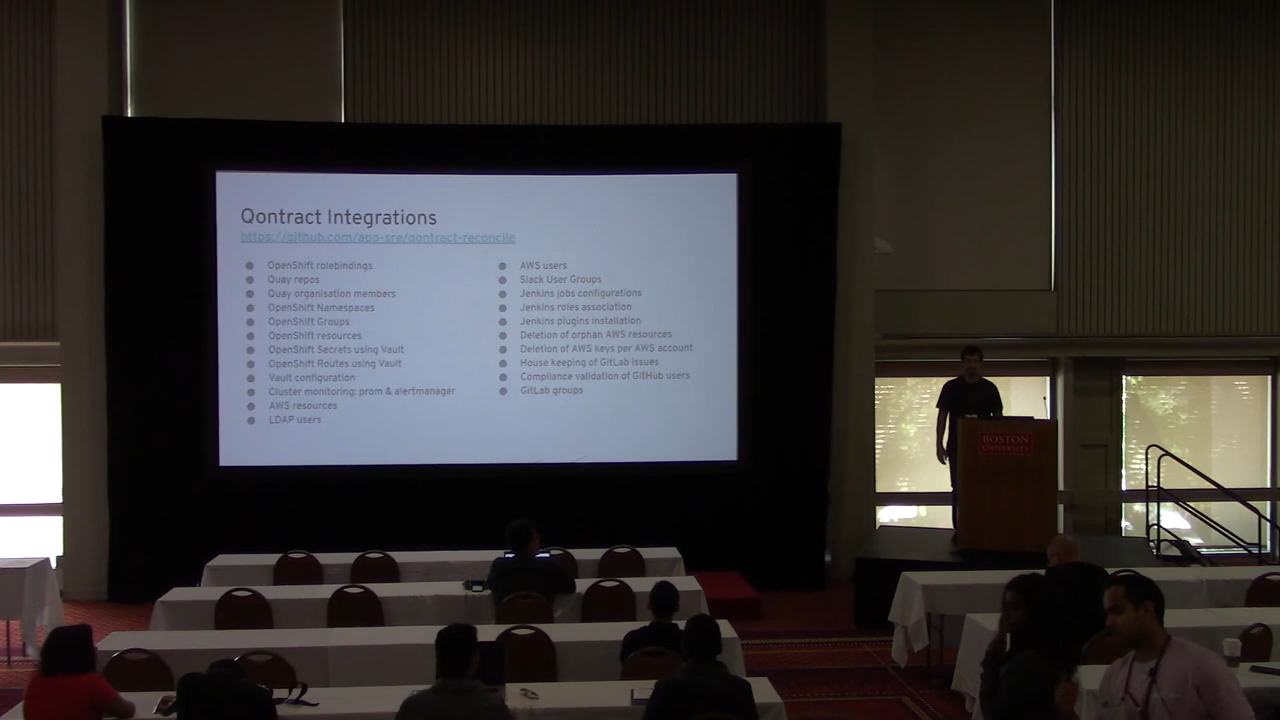 Qontract Integrations
https://github.com/app-sre/qontract-reconcile
OpenShift rolebindings
Quay repos
Quay organisation members
OpenShift Namespaces
OpenShift Groups
OpenShift resources
OpenShift Secrets using Vault
OpenShift Routes using Vault
Vault configuration
Cluster monitoring: prom & alertmanager
AWS resources
LDAP users
AWS users
Slack User Groups
Jenkins jobs configurations
Jenkins roles association
Jenkins plugins installation
Deletion of orphan AWS resources
Deletion of AWS keys per AWS account
House keeping of GitLab issues
Compliance validation of GitHub users
GitLab groups
BOSTON
UNIVERSITY